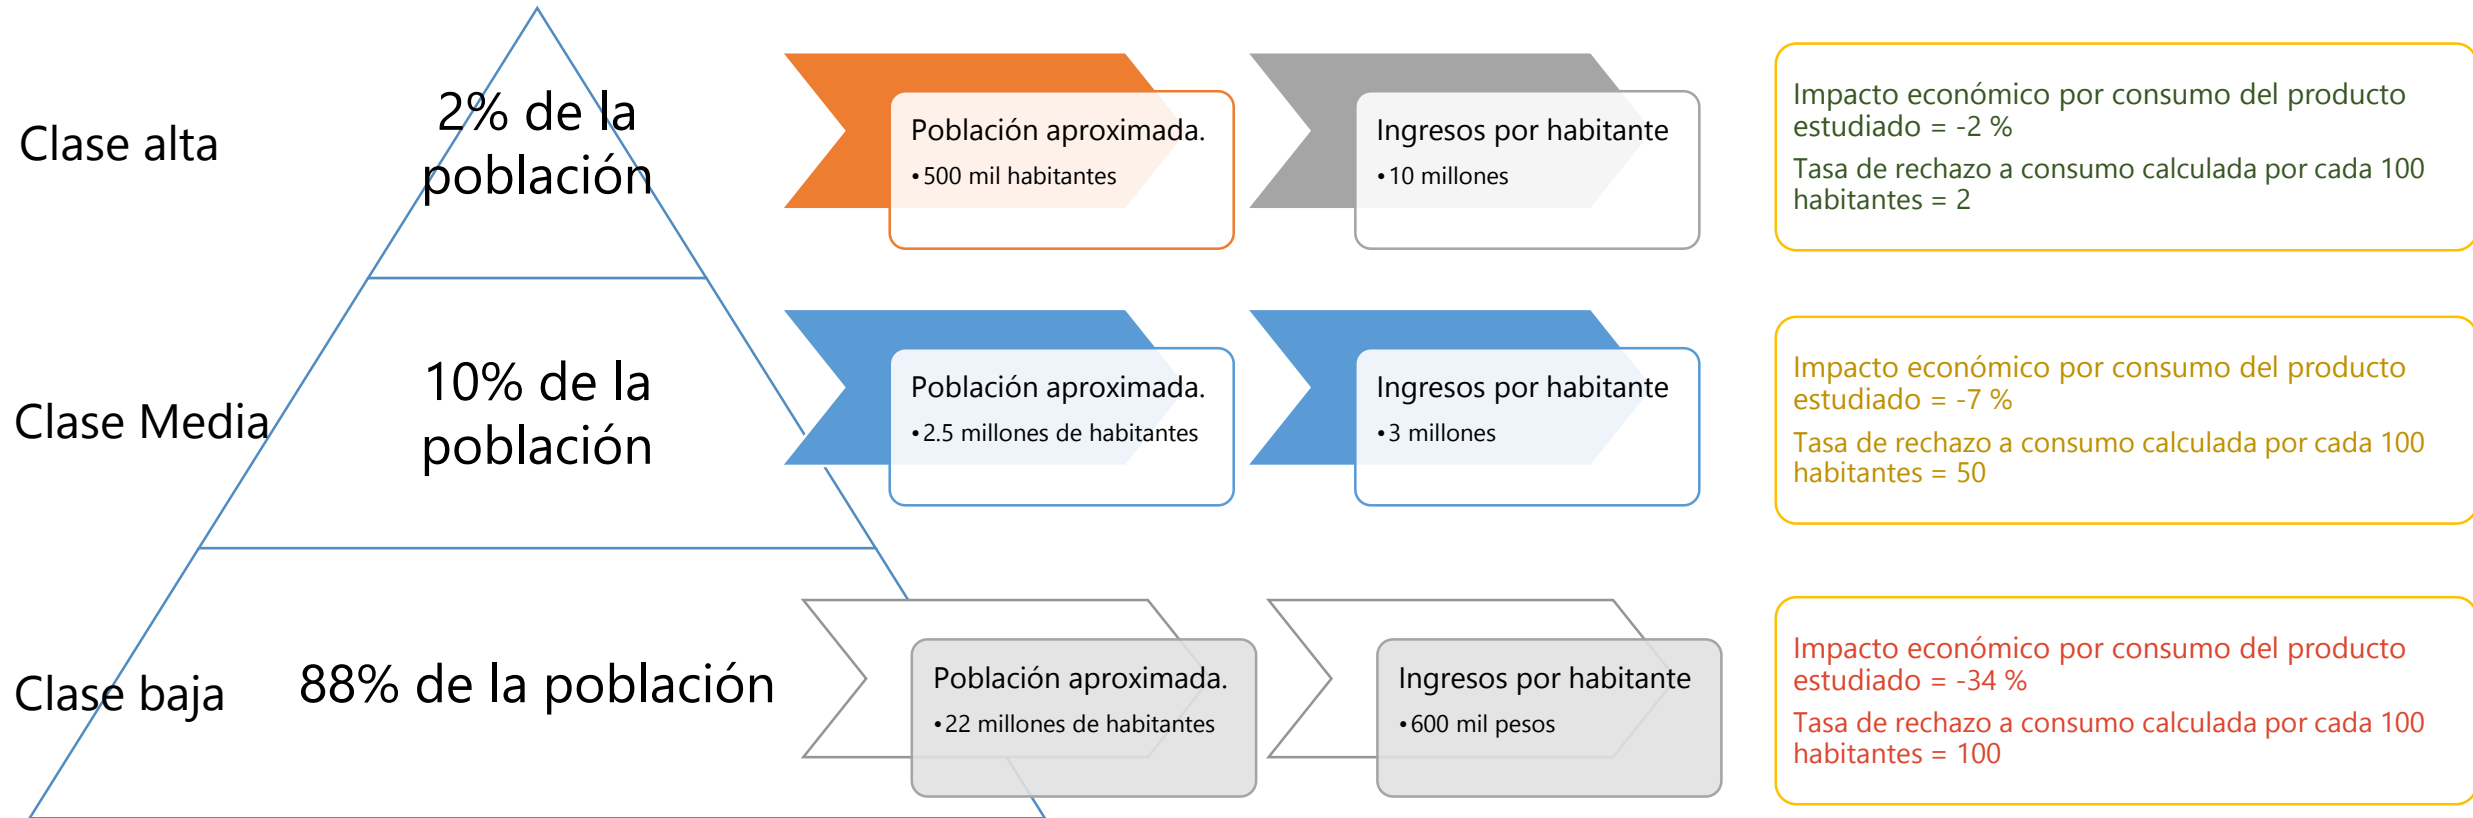 Clase alta
2% de la
población
Población aproximada.
•500 mil habitantes
Ingresos por habitante
•10 millones
Impacto económico por consumo del producto
estudiado = -2 %
Tasa de rechazo a consumo calculada por cada 100
habitantes = 2
Clase Media
10% de la
población
Población aproximada.
•2.5 millones de habitantes
Ingresos por habitante
•3 millones
Impacto económico por consumo del producto
estudiado = -7 %
Tasa de rechazo a consumo calculada por cada 100
habitantes = 50
Clase baja
88% de la población
Población aproximada.
•22 millones de habitantes
Ingresos por habitante
•600 mil pesos
Impacto económico por consumo del producto
estudiado = -34 %
Tasa de rechazo a consumo calculada por cada 100
habitantes = 100